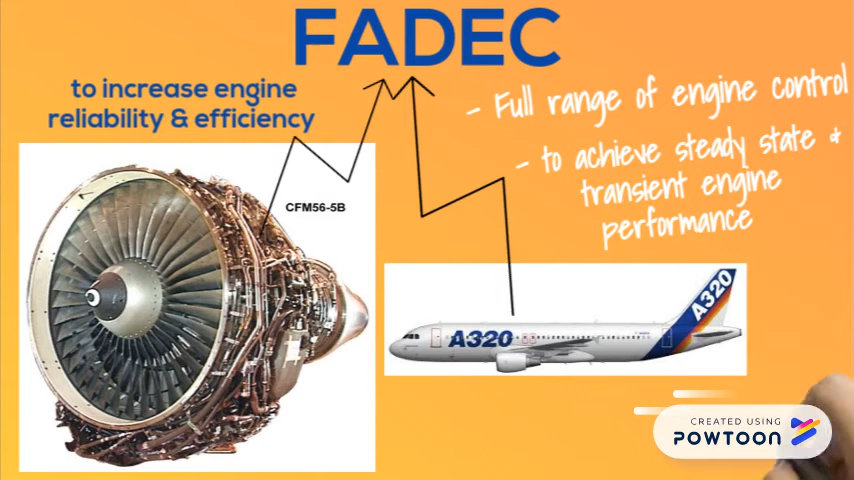 FADEC
to increase engine
reliability & efficiency
- Full range of engine control
- to achieve steady state &
transient engine
performance
CFM56-5B
A320
A320
CREATED USING
POWTOON